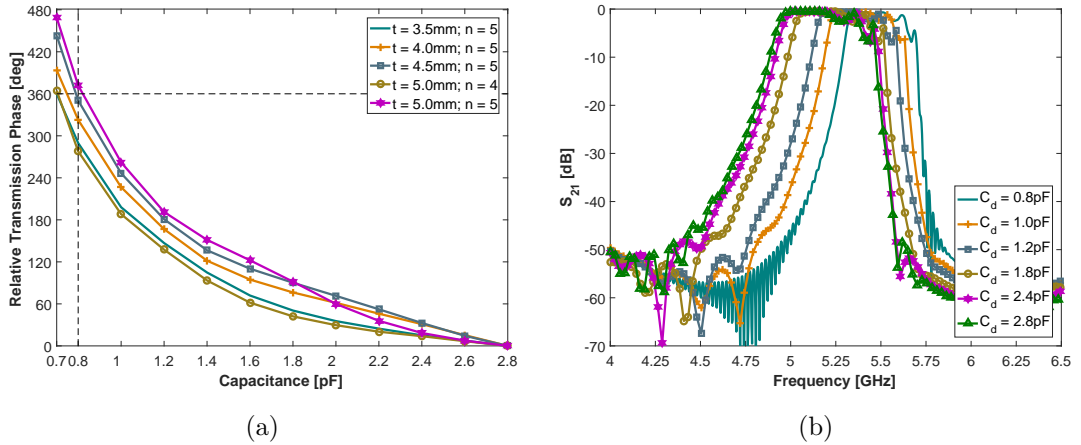 480
420
360
300
240
180
120
60
0
Relative Transmission Phase [deg]
0.7 0.8 1.0 1.2 1.4 1.6 1.8 2.0 2.2 2.4 2.6 2.8
Capacitance [pF]
t = 3.5mm; n = 5
t = 4.0mm; n = 5
t = 4.5mm; n = 5
t = 5.0mm; n = 4
t = 5.0mm; n = 5
(a)
0
-10
-20
-30
-40
-50
-60
-70
S21 [dB]
4 4.25 4.5 4.75 5 5.25 5.5 5.75 6 6.25 6.5
Frequency [GHz]
Cd = 0.8pF
Cd = 1.0pF
Cd = 1.2pF
Cd = 1.8pF
Cd = 2.4pF
Cd = 2.8pF
(b)